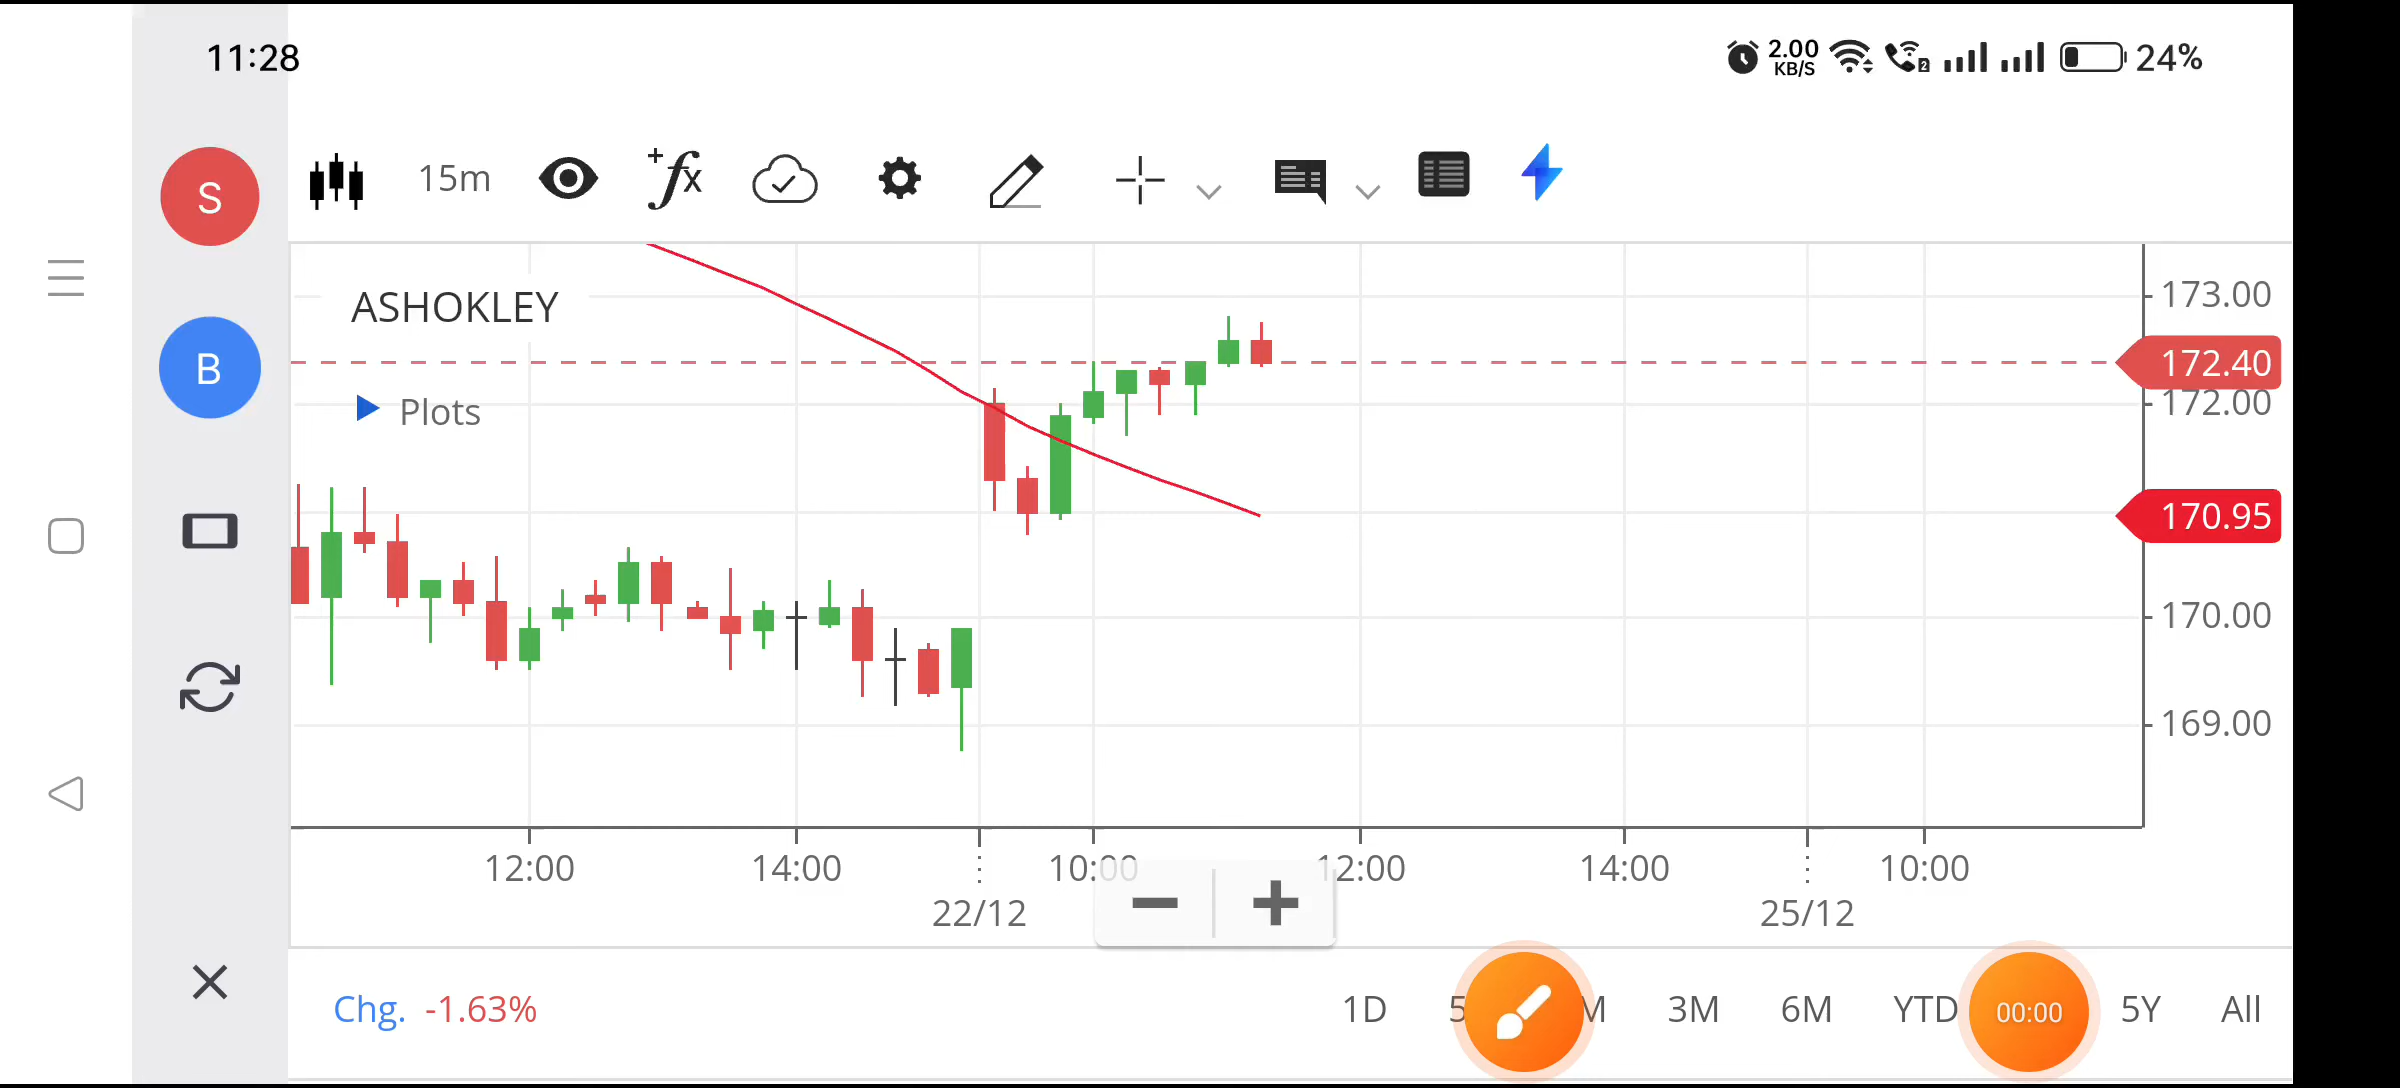 11:28
2.00
KB/S
2
24%
S
15m
fx
B
ASHOKLEY
Plots
173.00
172.40
172.00
170.95
170.00
169.00
12:00
14:00
10:00
12:00
14:00
10:00
22/12
25/12
Chg. -1.63%
1D
5
M
3M
6M
YTD
00:00
5Y
All